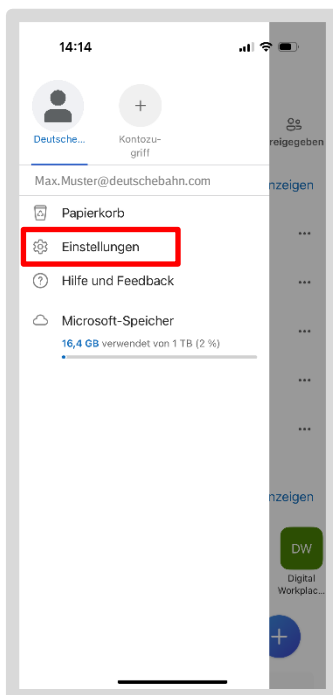 14:14
Deutsche...
Kontozu-
griff
reigegeben
Max.Muster@deutschebahn.com
nzeigen
Papierkorb
Einstellungen
Hilfe und Feedback
Microsoft-Speicher
16,4 GB verwendet von 1 TB (2 %)
nzeigen
DW
Digital
Workplac...